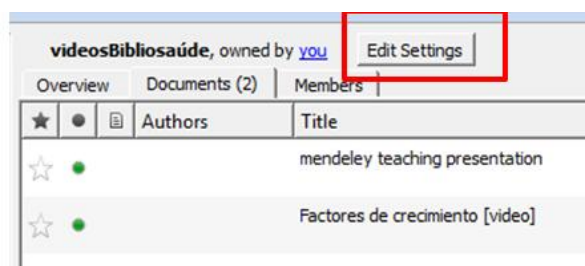 videosBibliosaúde, owned by you Edit Settings
Overview Documents (2) Members
Authors Title
mendeley teaching presentation
Factores de crecimiento [video]